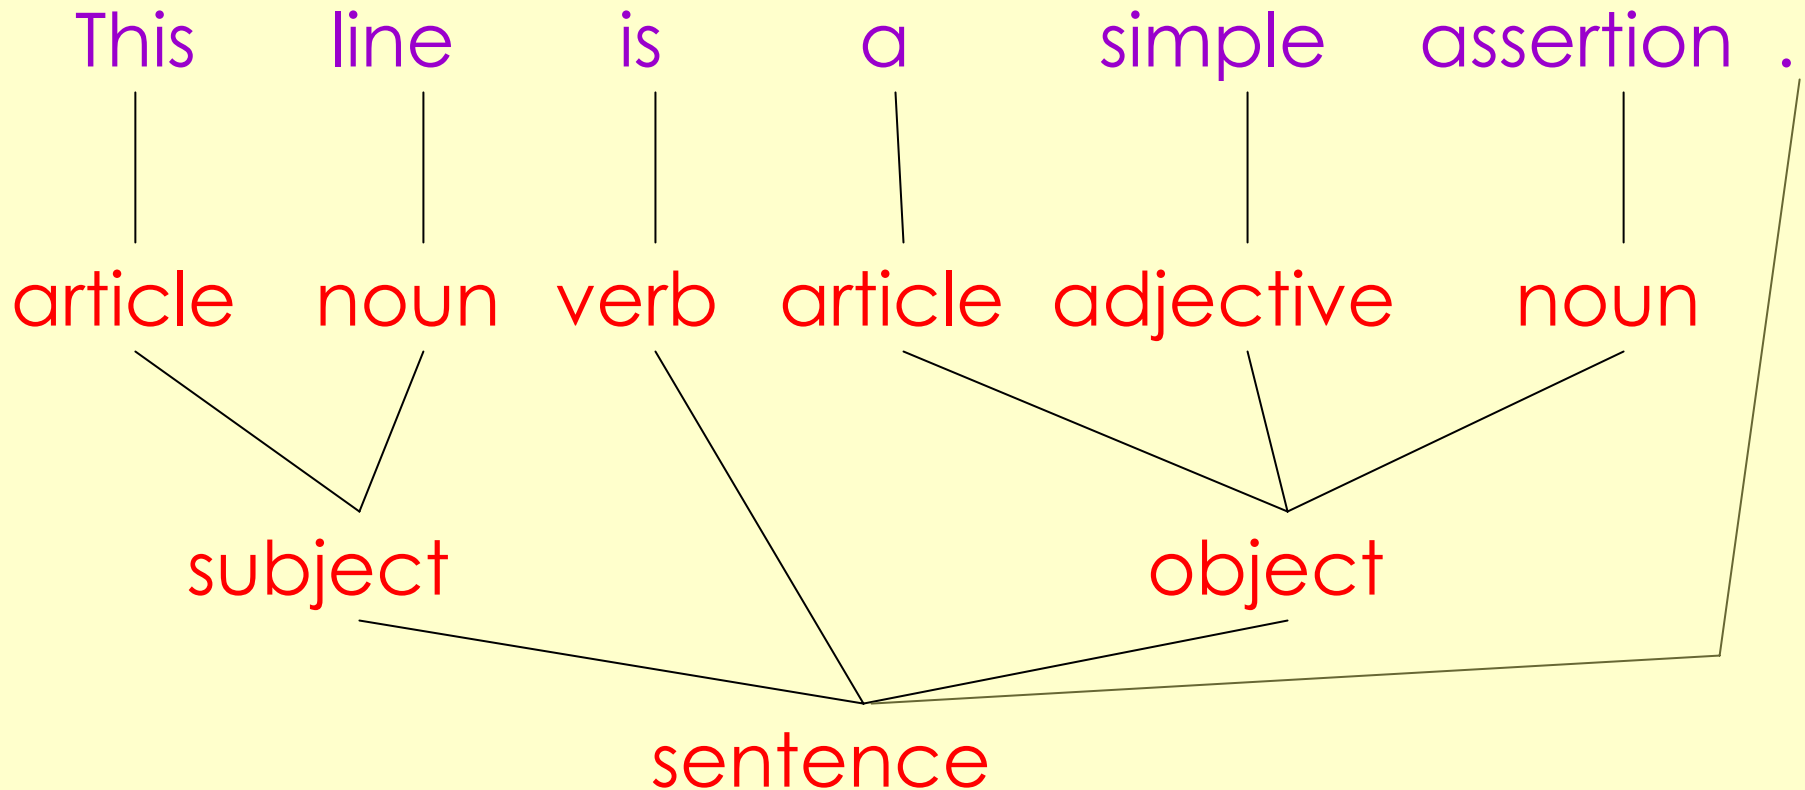 This line is a simple assertion .
article noun verb article adjective noun
subject object
sentence